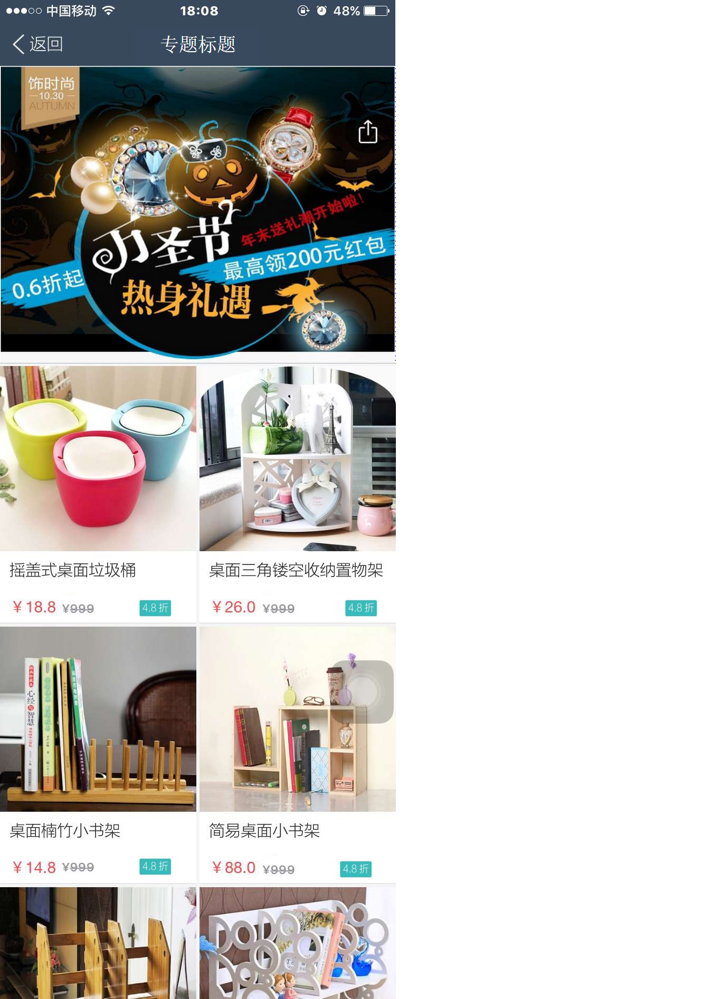 中国移动
18:08
48%
返回
专题标题
饰时尚
10.30
AUTUMN
万圣节
年末送礼潮开始啦！
最高领200元红包
0.6折起
热身礼遇
摇盖式桌面垃圾桶
¥18.8 ¥999 4.8折
桌面三角镂空收纳置物架
¥26.0 ¥999 4.8折
心经与智慧
桌面楠竹小书架
¥14.8 ¥999 4.8折
简易桌面小书架
¥88.0 ¥999 4.8折